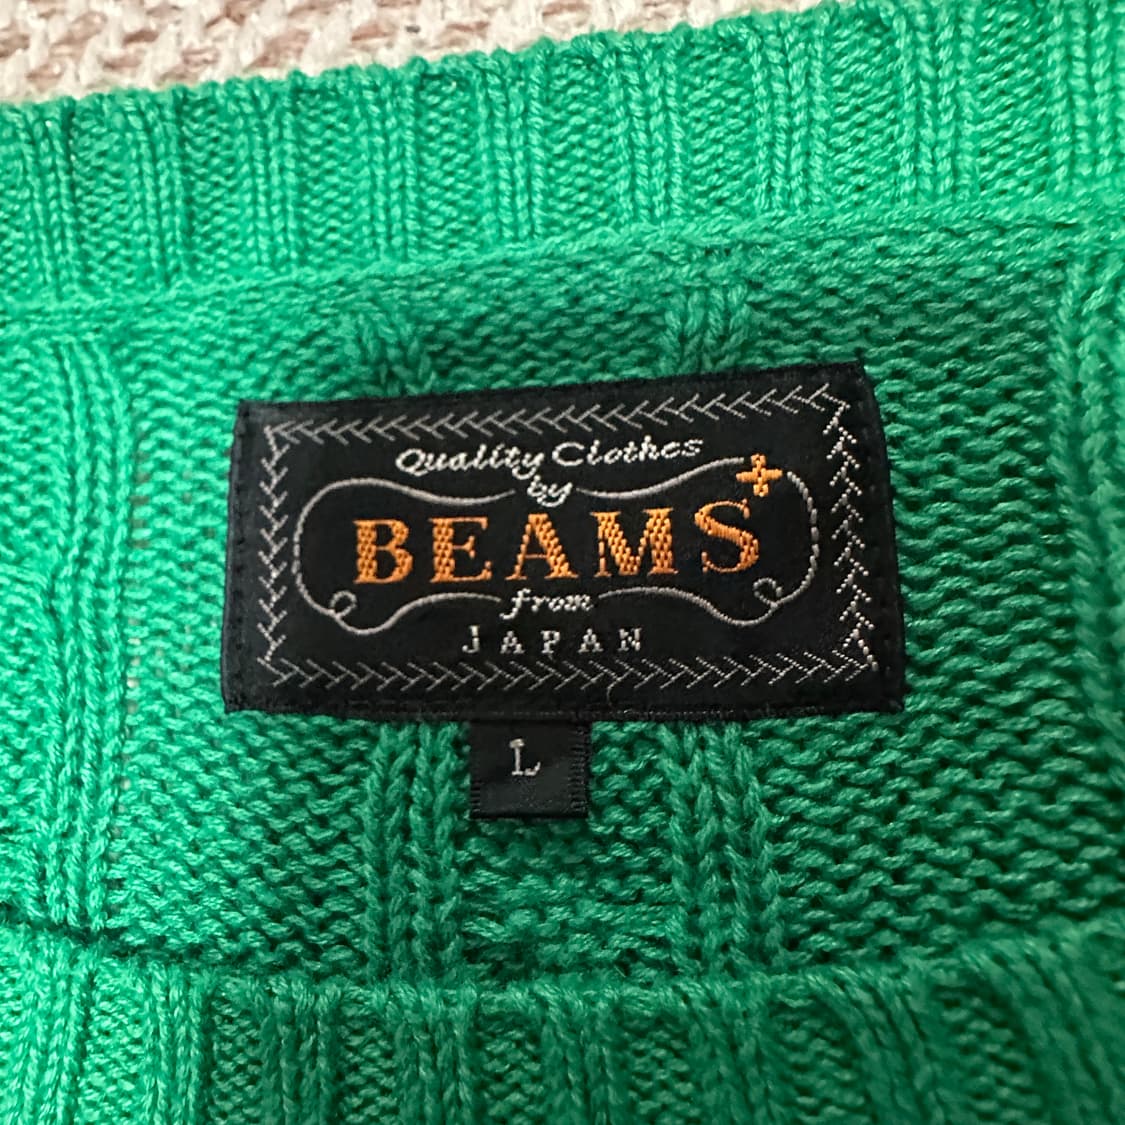 Quality Clothes
by
BEAMS+
from
JAPAN
L